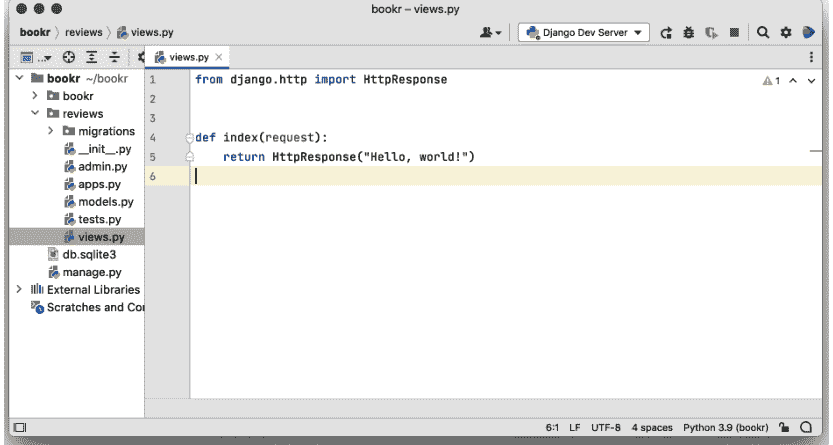 bookr – views.py
bookr reviews views.py
Django Dev Server
views.py
bookr ~/bookr
bookr
reviews
migrations
__init__.py
admin.py
apps.py
models.py
tests.py
views.py
db.sqlite3
manage.py
External Libraries
Scratches and Co
1 from django.http import HttpResponse
2
3
4 def index(request):
5     return HttpResponse("Hello, world!")
6
1
6:1 LF UTF-8 4 spaces Python 3.9 (bookr)